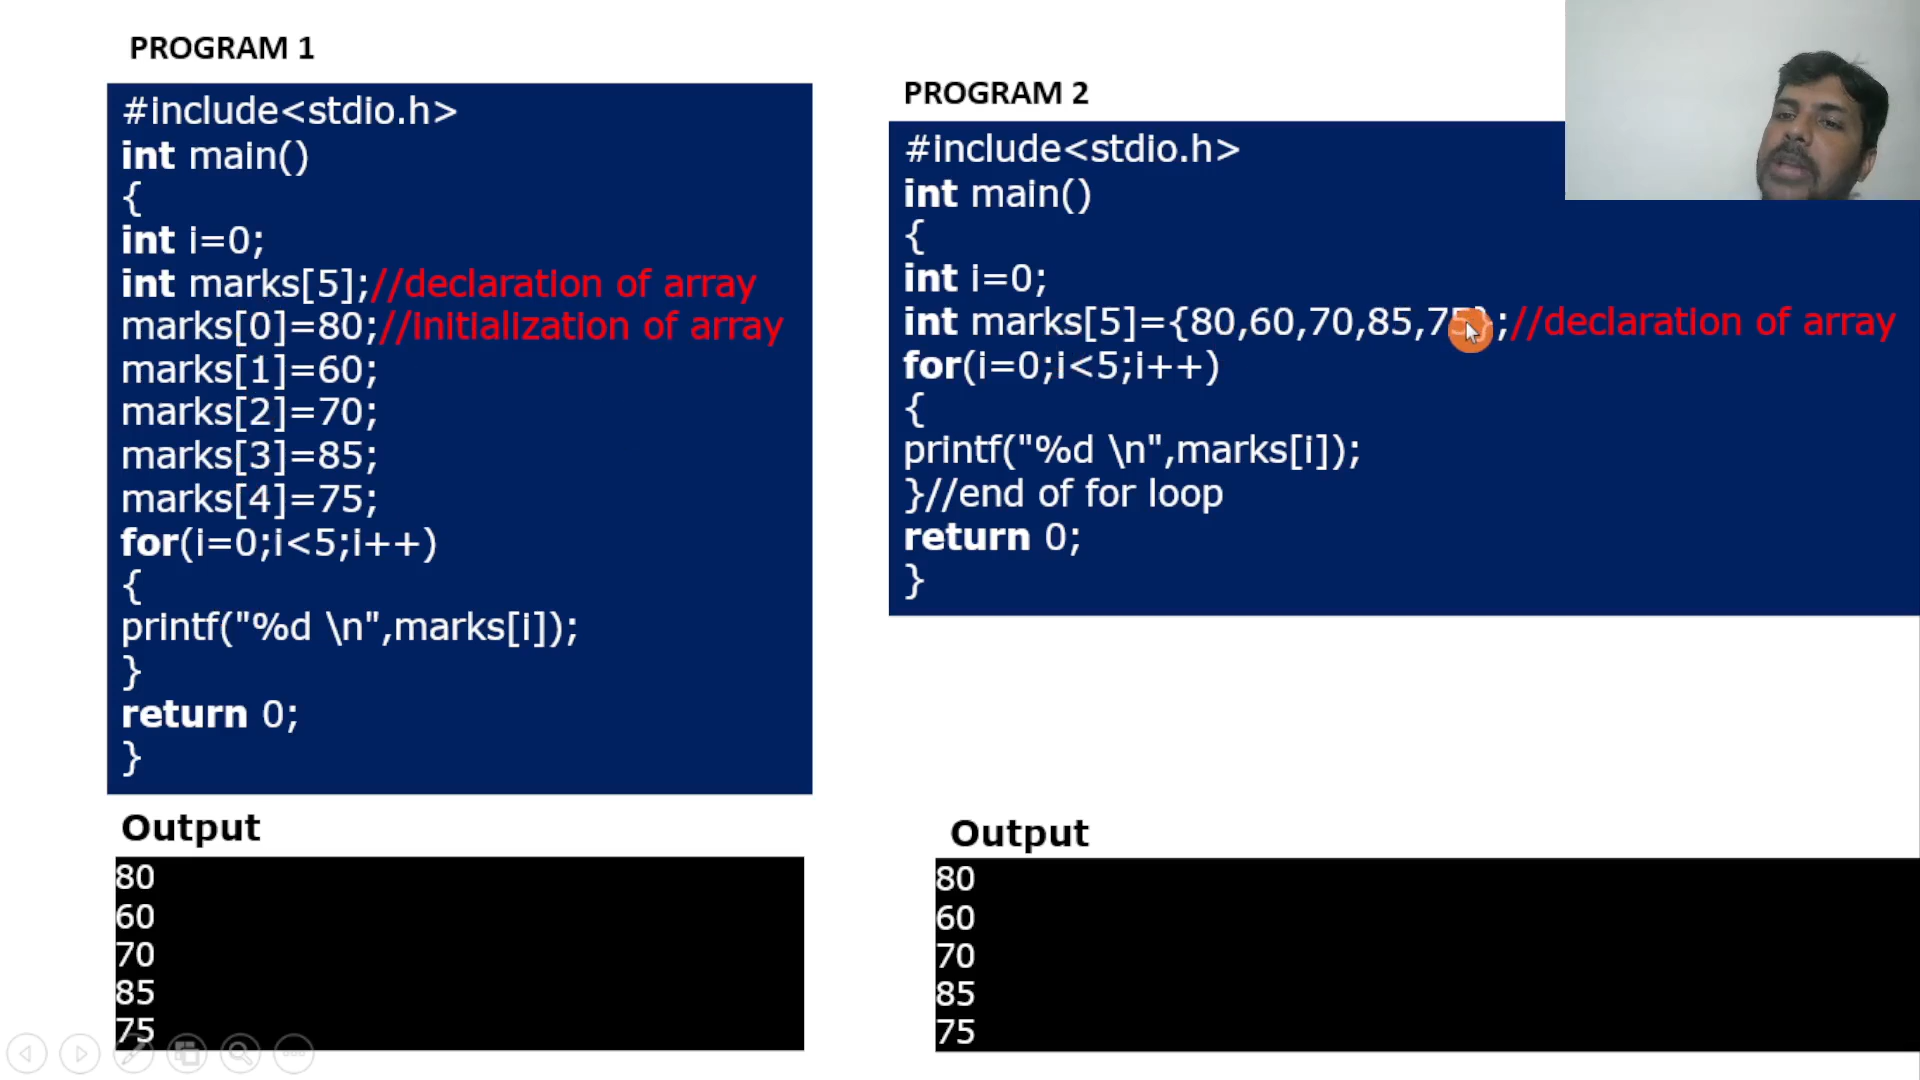 PROGRAM 1
#include<stdio.h>
int main()
{
int i=0;
int marks[5];//declaration of array
marks[0]=80;//initialization of array
marks[1]=60;
marks[2]=70;
marks[3]=85;
marks[4]=75;
for(i=0;i<5;i++)
{
printf("%d \n",marks[i]);
}
return 0;
}
Output
80
60
70
85
75
PROGRAM 2
#include<stdio.h>
int main()
{
int i=0;
int marks[5]={80,60,70,85,75};//declaration of array
for(i=0;i<5;i++)
{
printf("%d \n",marks[i]);
}//end of for loop
return 0;
}
Output
80
60
70
85
75